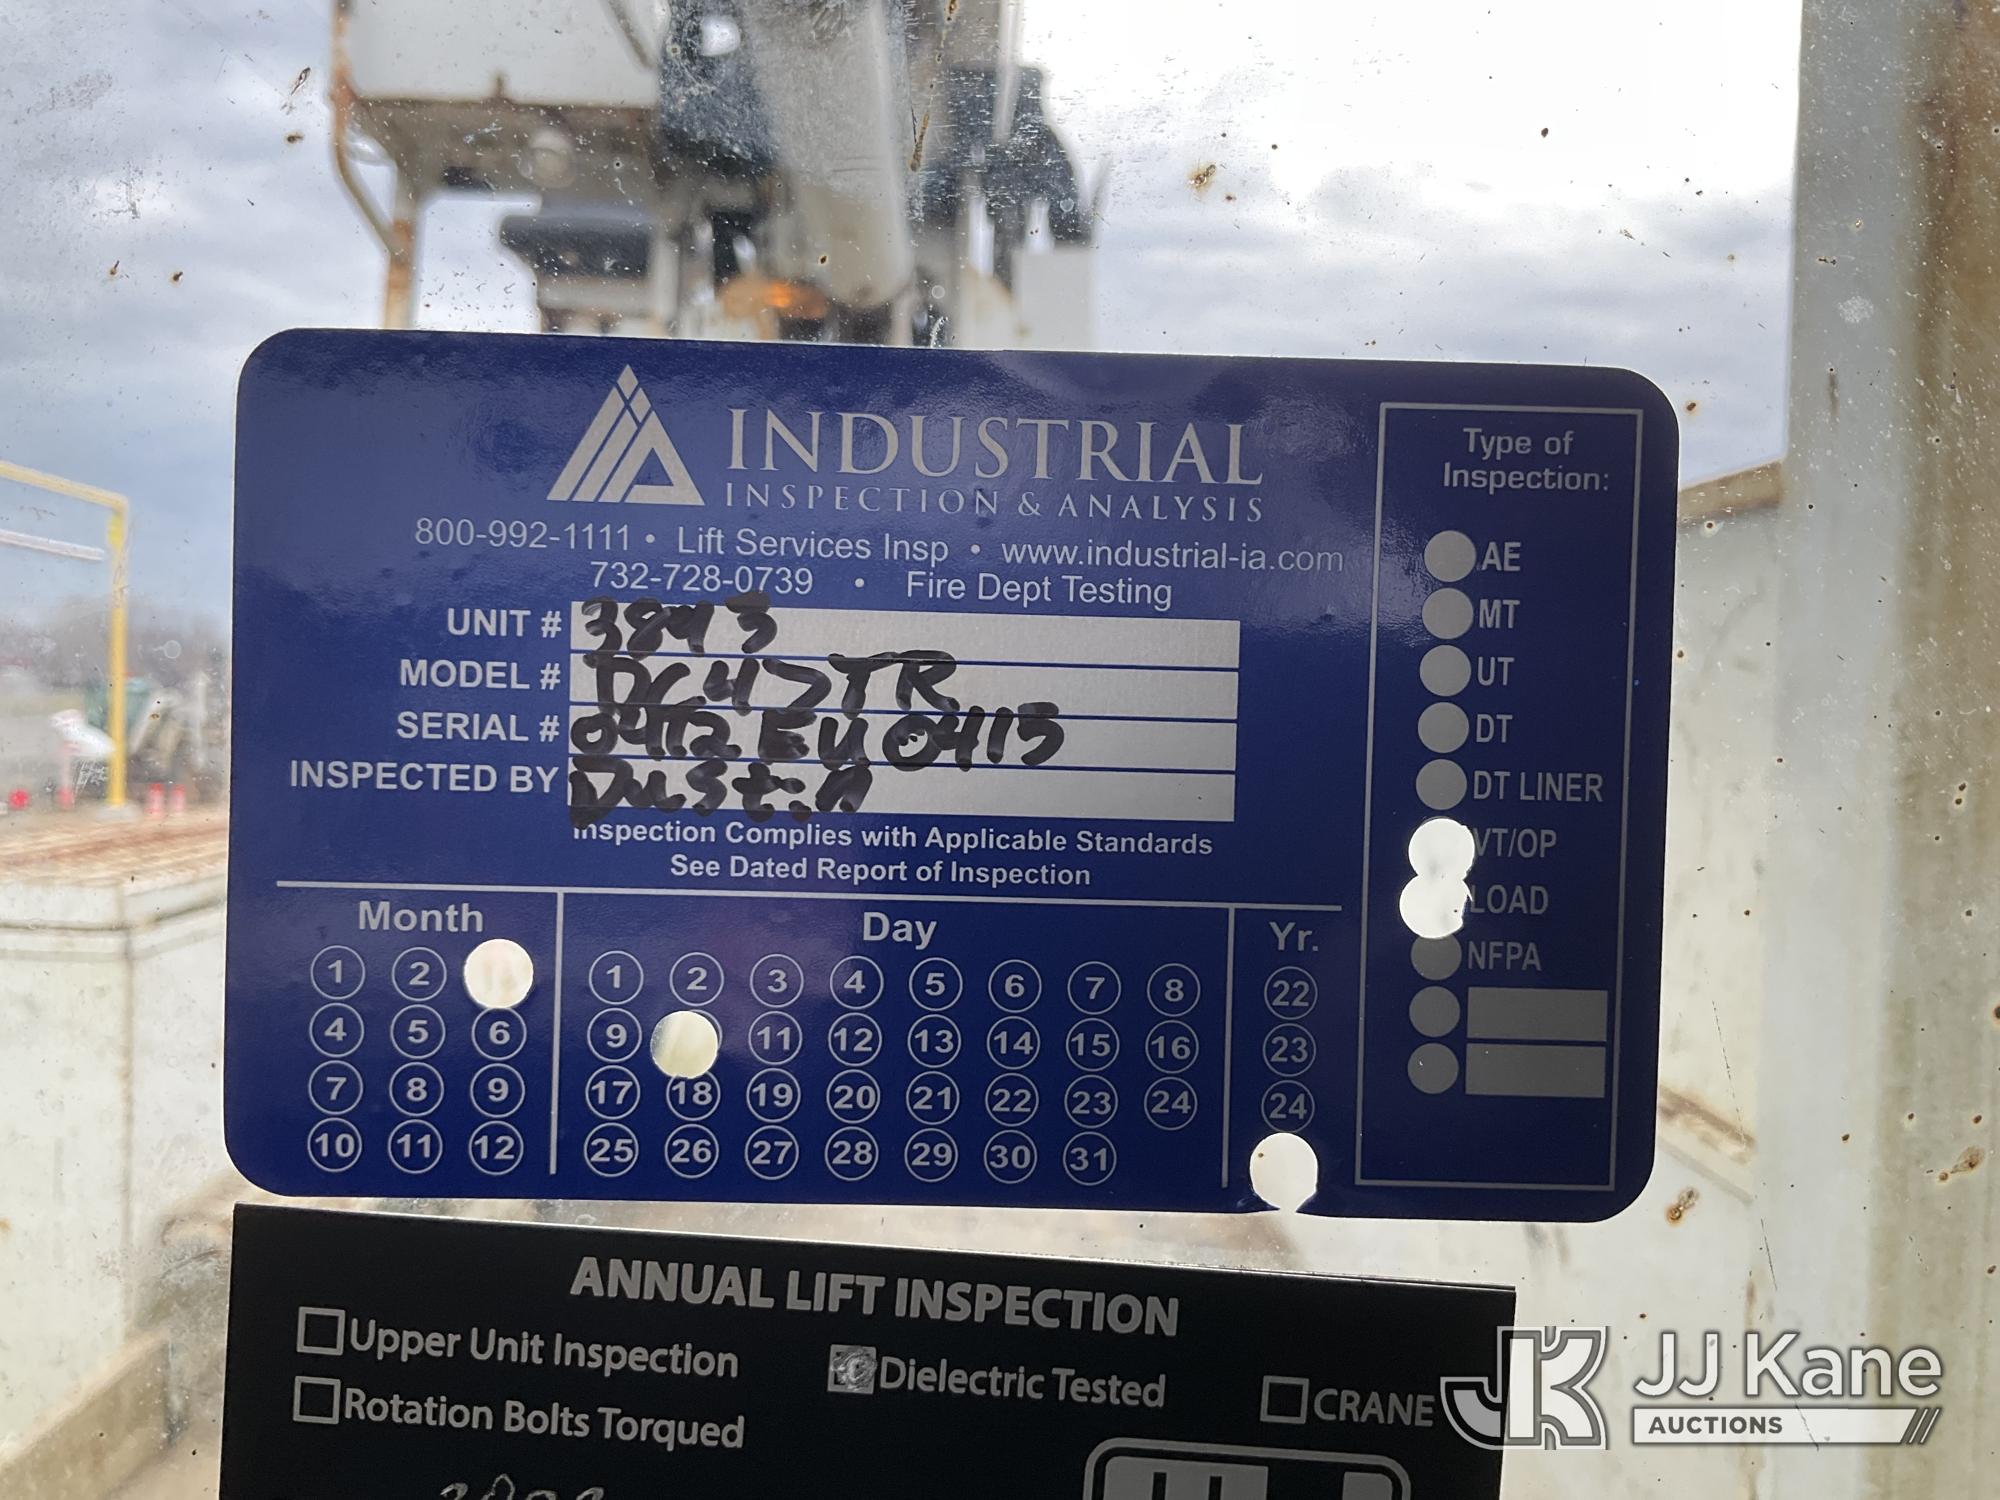 INDUSTRIAL
INSPECTION & ANALYSIS
800-992-1111 • Lift Services Insp • www.industrial-ia.com
732-728-0739 • Fire Dept Testing
UNIT # 3893
MODEL # DC47TR
SERIAL # 0412EU0415
INSPECTED BY Dustin
Inspection Complies with Applicable Standards
See Dated Report of Inspection
Month
1 2
4 5 6
7 8 9
10 11 12
Day
1 2 3 4 5 6 7 8
9 11 12 13 14 15 16
17 18 19 20 21 22 23 24
25 26 27 28 29 30 31
Yr.
22
23
24
Type of
Inspection:
AE
MT
UT
DT
DT LINER
VT/OP
LOAD
NFPA
ANNUAL LIFT INSPECTION
Upper Unit Inspection
Dielectric Tested
CRANE
Rotation Bolts Torqued
JJ Kane
AUCTIONS